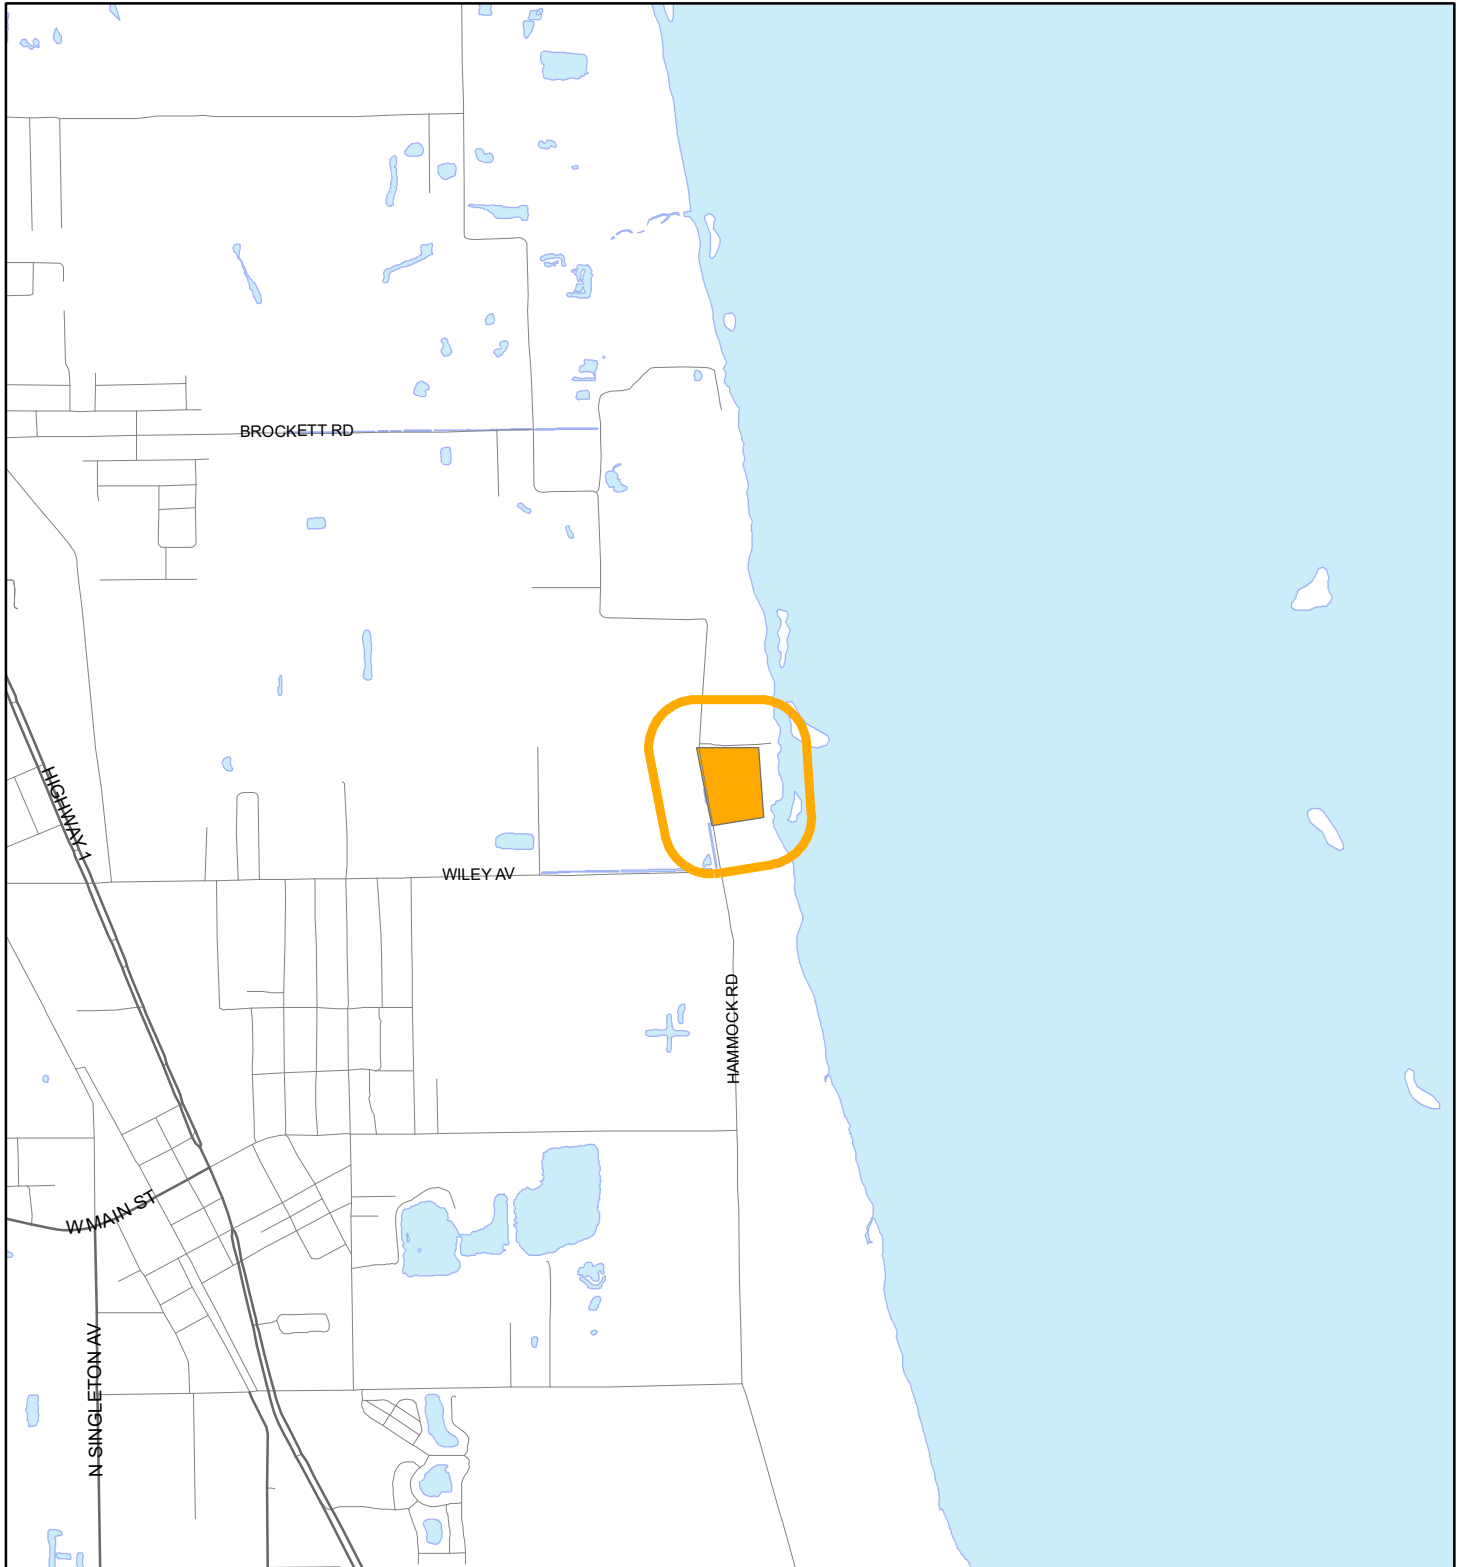 BROCKETT RD
HIGHWAY 1
WILEY AV
HAMMOCK RD
W MAIN ST
N SINGLETON AV